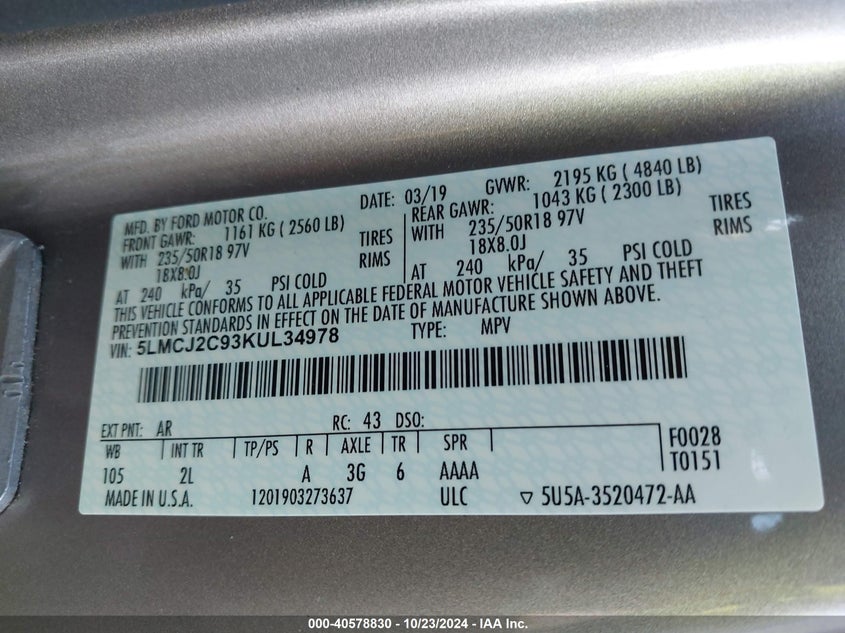 MFD. BY FORD MOTOR CO. DATE: 03/19 GVWR: 2195 KG ( 4840 LB)
FRONT GAWR: 1161 KG ( 2560 LB) REAR GAWR: 1043 KG ( 2300 LB)
WITH 235/50R18 97V TIRES WITH 235/50R18 97V TIRES
18X8.0J RIMS 18X8.0J RIMS
AT 240 kPa/ 35 PSI COLD AT 240 kPa/ 35 PSI COLD
THIS VEHICLE CONFORMS TO ALL APPLICABLE FEDERAL MOTOR VEHICLE SAFETY AND THEFT
PREVENTION STANDARDS IN EFFECT ON THE DATE OF MANUFACTURE SHOWN ABOVE.
VIN: 5LMCJ2C93KUL34978 TYPE: MPV
EXT PNT: AR RC: 43 DSO:
WB INT TR TP/PS R AXLE TR SPR F0028
105 2L A 3G 6 AAAA T0151
MADE IN U.S.A. 1201903273637 ULC ▽ 5U5A-3520472-AA
000-40578830 - 10/23/2024 - IAA Inc.